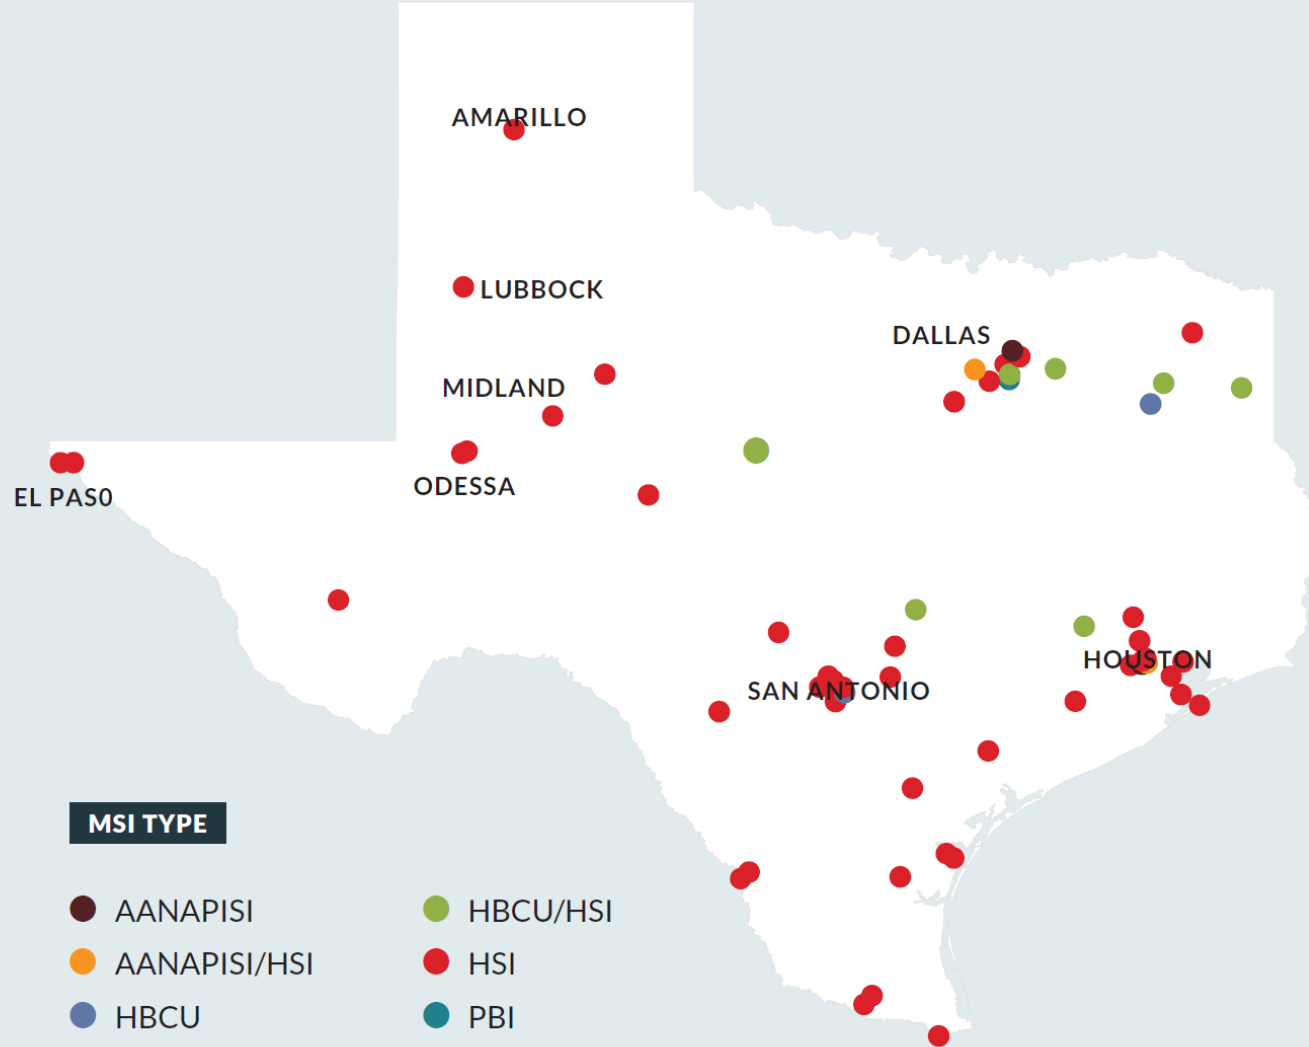 AMARILLO
LUBBOCK
DALLAS
MIDLAND
ODESSA
EL PAS0
HOUSTON
SAN ANTONIO
MSI TYPE
AANAPISI
AANAPISI/HSI
HBCU
HBCU/HSI
HSI
PBI